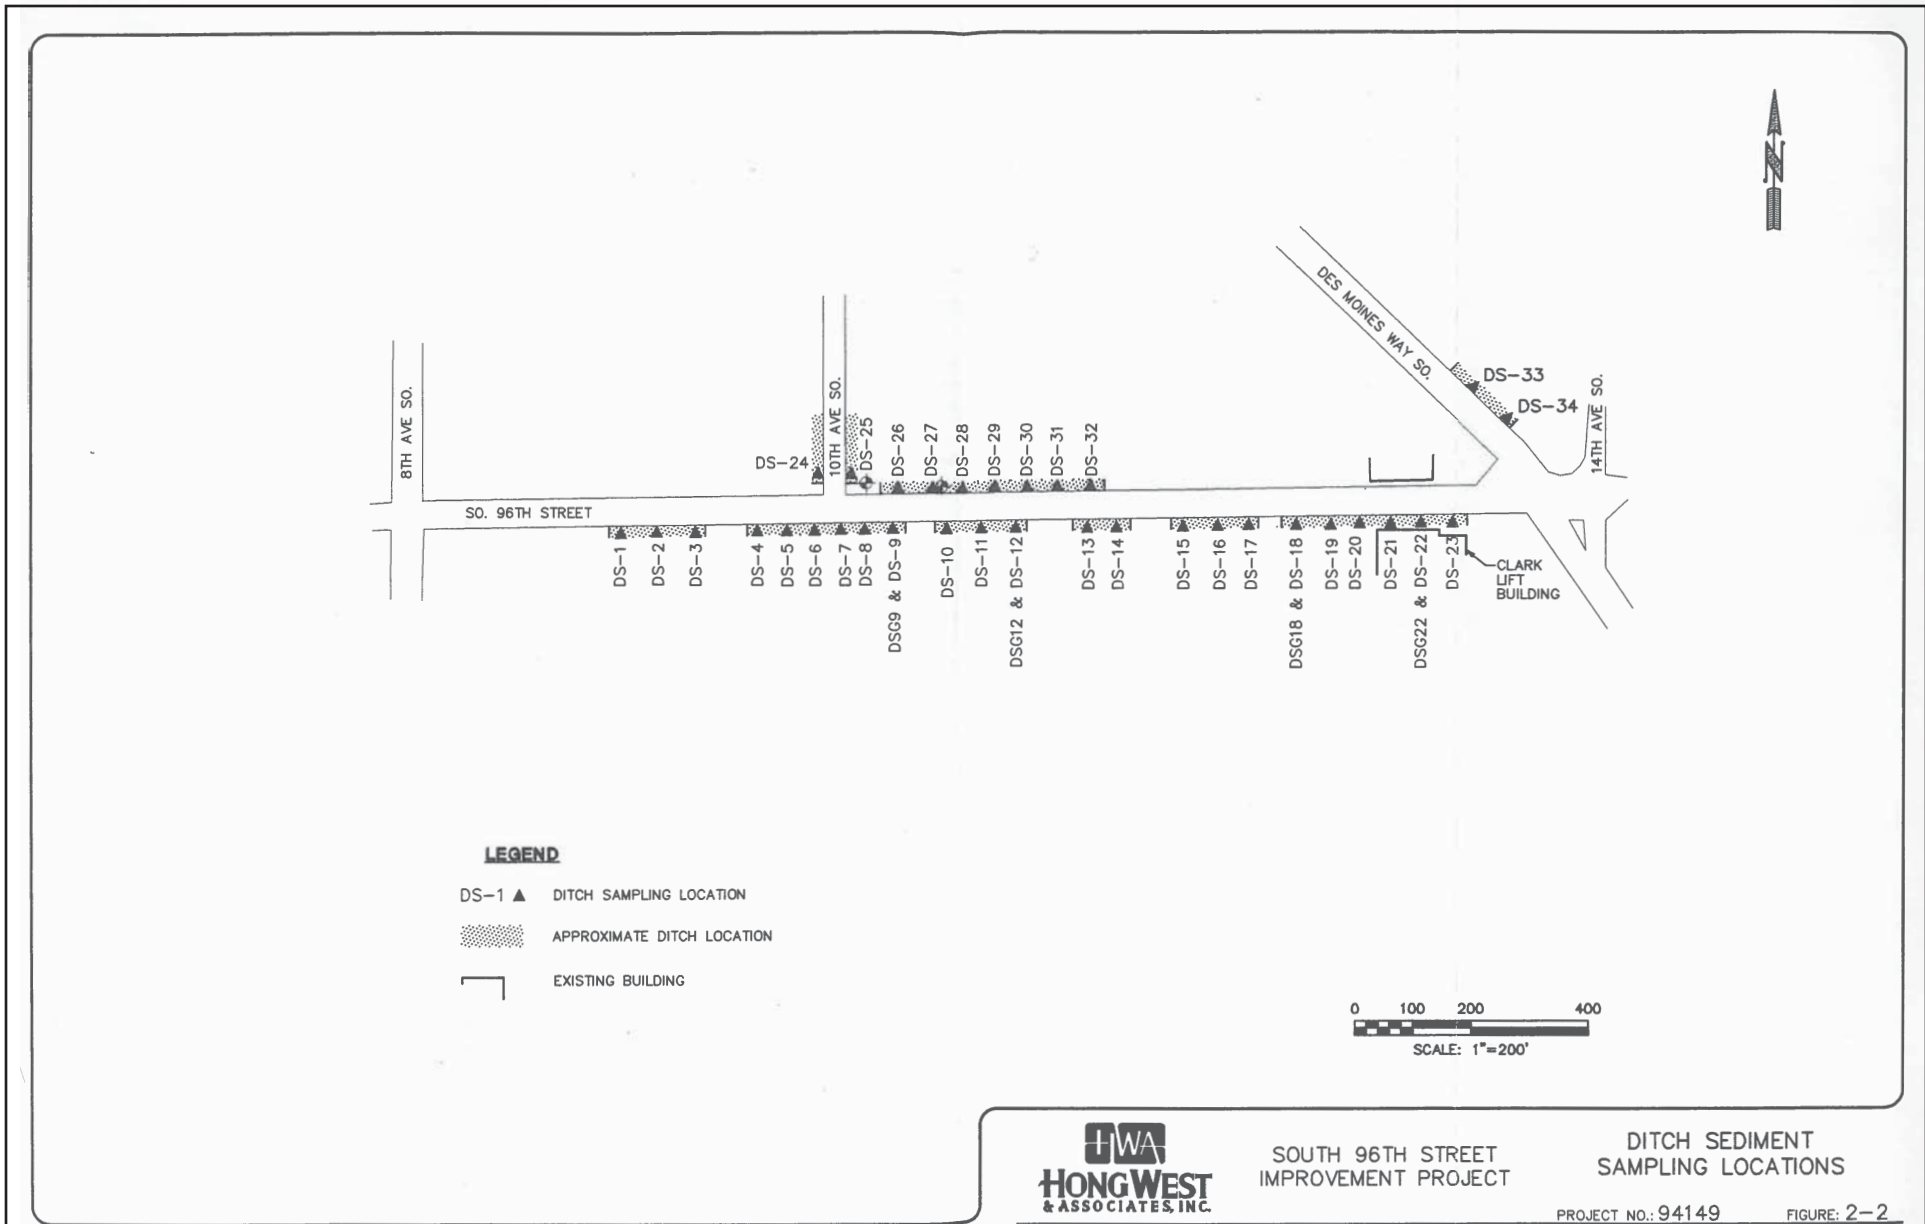 N
DES MOINES WAY SO.
DS-33
DS-34
14TH AVE SO.
8TH AVE SO.
10TH AVE SO.
DS-24
DS-25
DS-26
DS-27
DS-28
DS-29
DS-30
DS-31
DS-32
SO. 96TH STREET
DS-1
DS-2
DS-3
DS-4
DS-5
DS-6
DS-7
DS-8
DSG9 & DS-9
DS-10
DS-11
DSG12 & DS-12
DS-13
DS-14
DS-15
DS-16
DS-17
DSG18 & DS-18
DS-19
DS-20
DS-21
DSG22 & DS-22
DS-23
CLARK
LIFT
BUILDING
LEGEND
DS-1 DITCH SAMPLING LOCATION
APPROXIMATE DITCH LOCATION
EXISTING BUILDING
0 100 200 400
SCALE: 1"=200'
HWA
HONGWEST
& ASSOCIATES, INC.
SOUTH 96TH STREET
IMPROVEMENT PROJECT
DITCH SEDIMENT
SAMPLING LOCATIONS
PROJECT NO.: 94149 FIGURE: 2-2